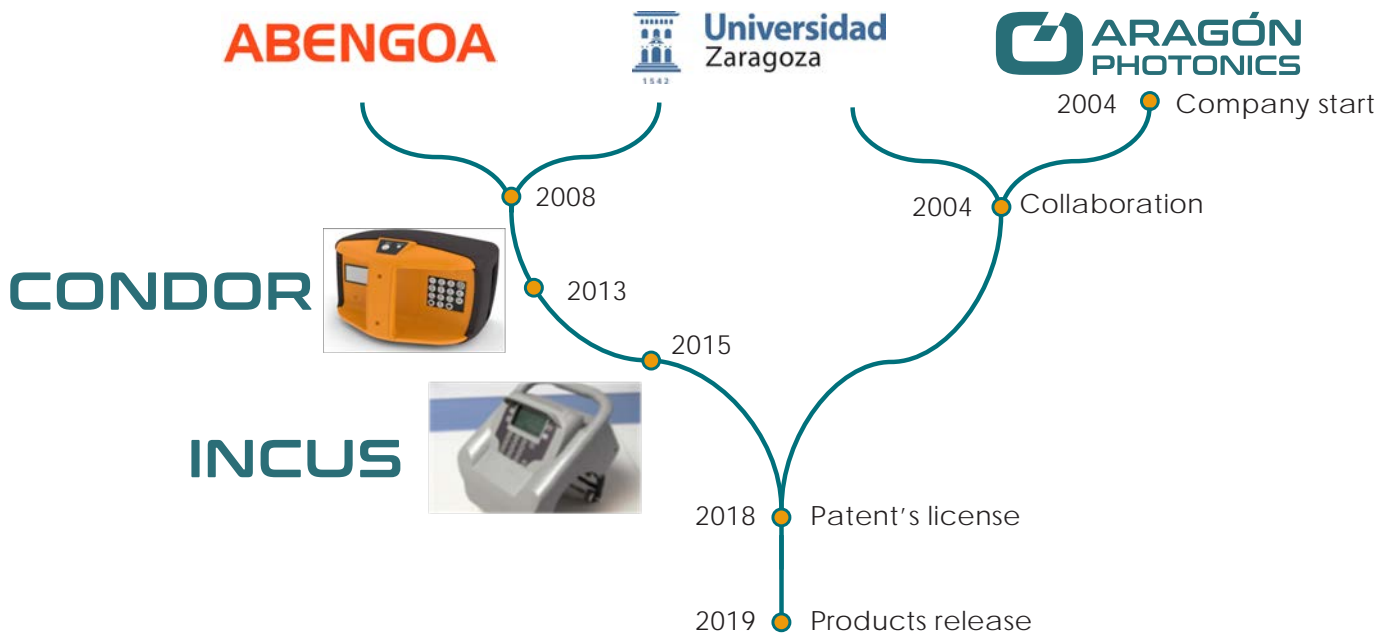 ABENGOA
Universidad
Zaragoza
1542
ARAGÓN
PHOTONICS
2004 Company start
2008
2004 Collaboration
CONDOR
2013
2015
INCUS
2018 Patent's license
2019 Products release